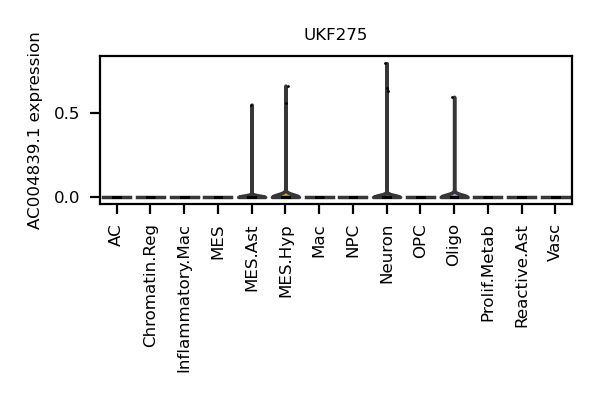 UKF275
AC004839.1 expression
0.5
0.0
AC
Chromatin.Reg
Inflammatory.Mac
MES
MES.Ast
MES.Hyp
Mac
NPC
Neuron
OPC
Oligo
Prolif.Metab
Reactive.Ast
Vasc